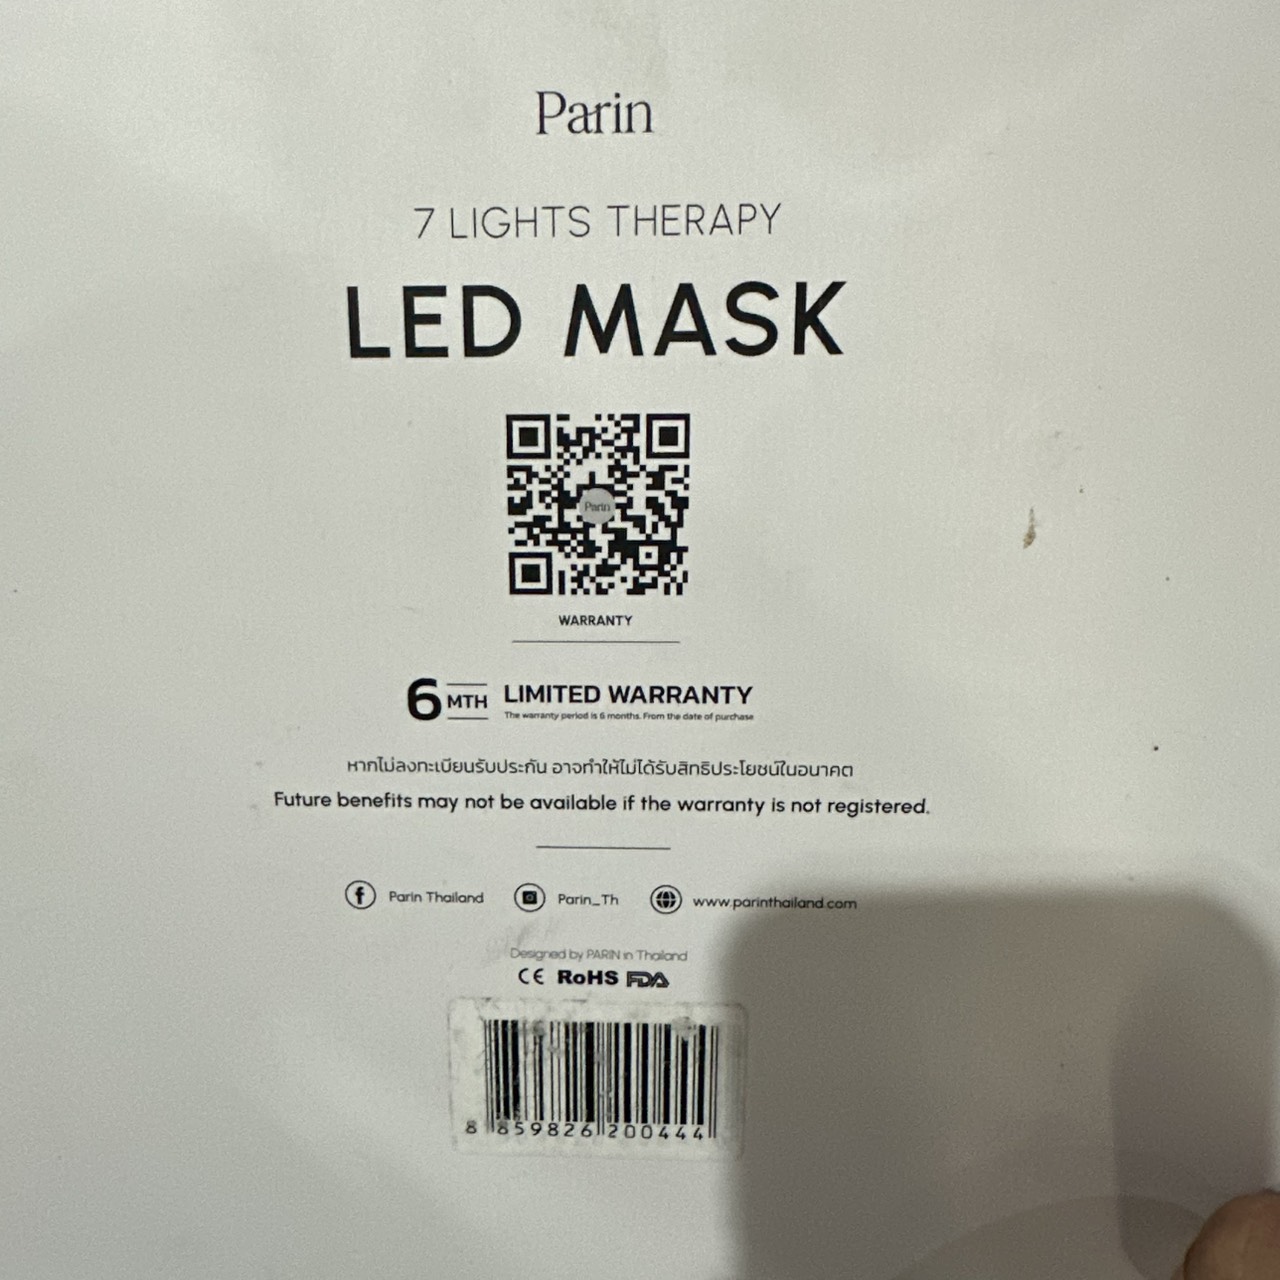 Parin
7 LIGHTS THERAPY
LED MASK
Parin
WARRANTY
6 MTH LIMITED WARRANTY
The warranty period is 6 months. From the date of purchase
หากไม่ลงทะเบียนรับประกัน อาจทำให้ไม่ได้รับสิทธิประโยชน์ในอนาคต
Future benefits may not be available if the warranty is not registered.
Parin Thailand Parin_Th www.parinthailand.com
Designed by PARIN in Thailand
CE RoHS FDA
8 859826 200444